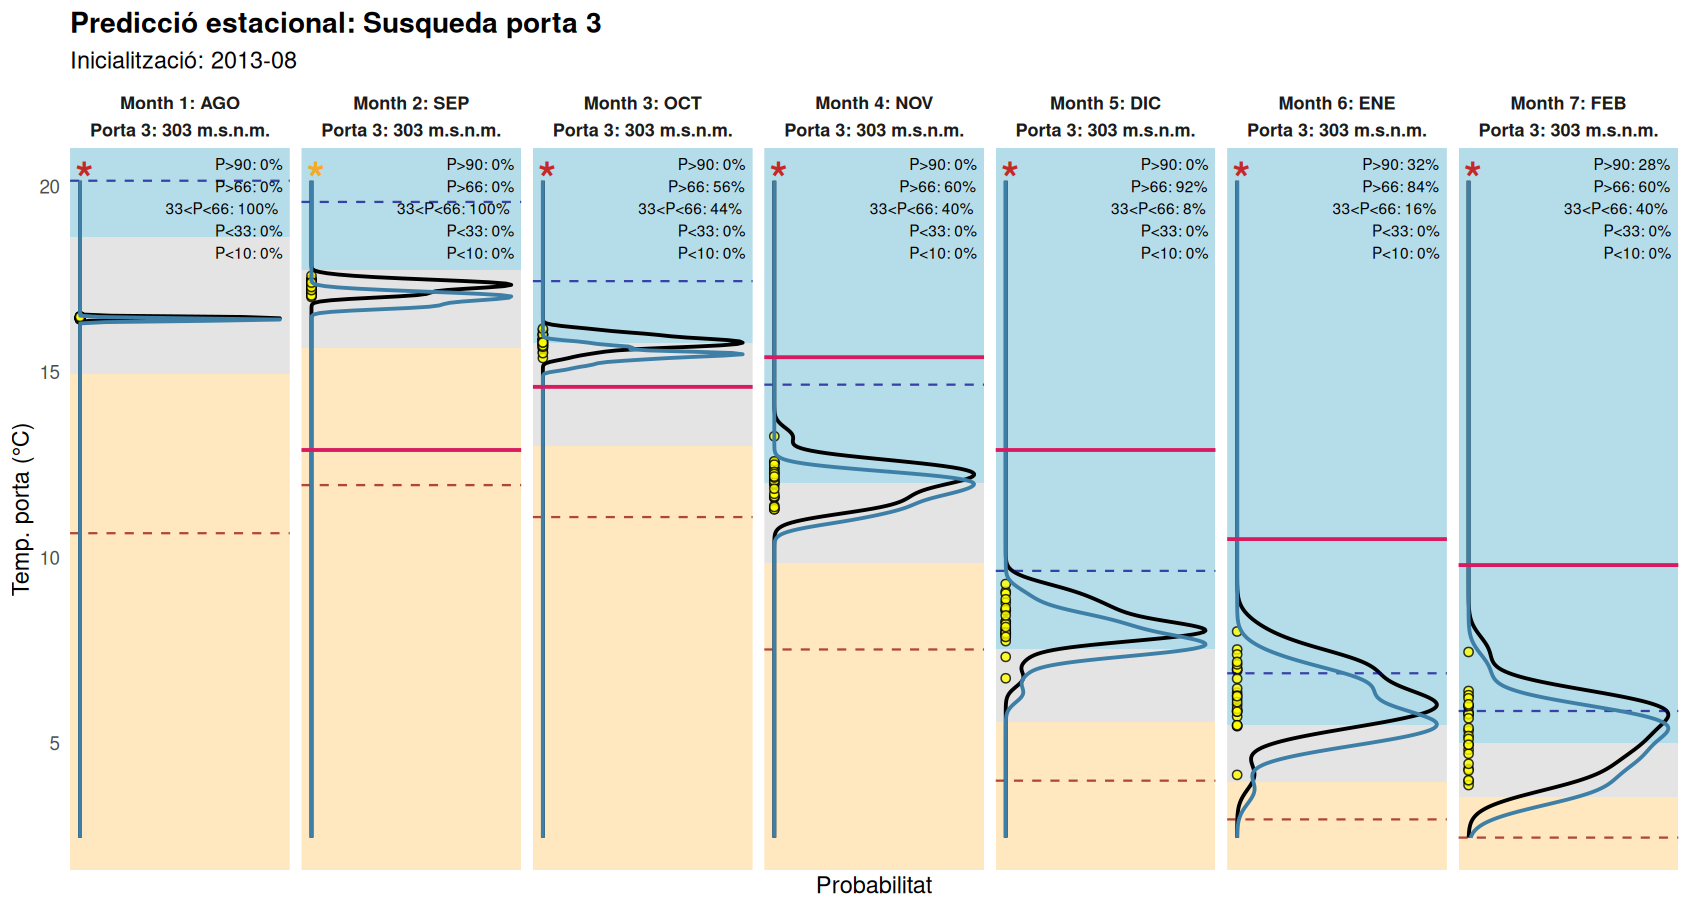 Predicció estacional: Susqueda porta 3
Inicialització: 2013-08
Month 1: AGO
Porta 3: 303 m.s.n.m.
Month 2: SEP
Porta 3: 303 m.s.n.m.
Month 3: OCT
Porta 3: 303 m.s.n.m.
Month 4: NOV
Porta 3: 303 m.s.n.m.
Month 5: DIC
Porta 3: 303 m.s.n.m.
Month 6: ENE
Porta 3: 303 m.s.n.m.
Month 7: FEB
Porta 3: 303 m.s.n.m.
*
P>90: 0%
P>66: 0%
33<P<66: 100%
P<33: 0%
P<10: 0%
*
P>90: 0%
P>66: 0%
33<P<66: 100%
P<33: 0%
P<10: 0%
*
P>90: 0%
P>66: 56%
33<P<66: 44%
P<33: 0%
P<10: 0%
*
P>90: 0%
P>66: 60%
33<P<66: 40%
P<33: 0%
P<10: 0%
*
P>90: 0%
P>66: 92%
33<P<66: 8%
P<33: 0%
P<10: 0%
*
P>90: 32%
P>66: 84%
33<P<66: 16%
P<33: 0%
P<10: 0%
*
P>90: 28%
P>66: 60%
33<P<66: 40%
P<33: 0%
P<10: 0%
20
15
10
5
Temp. porta (°C)
Probabilitat